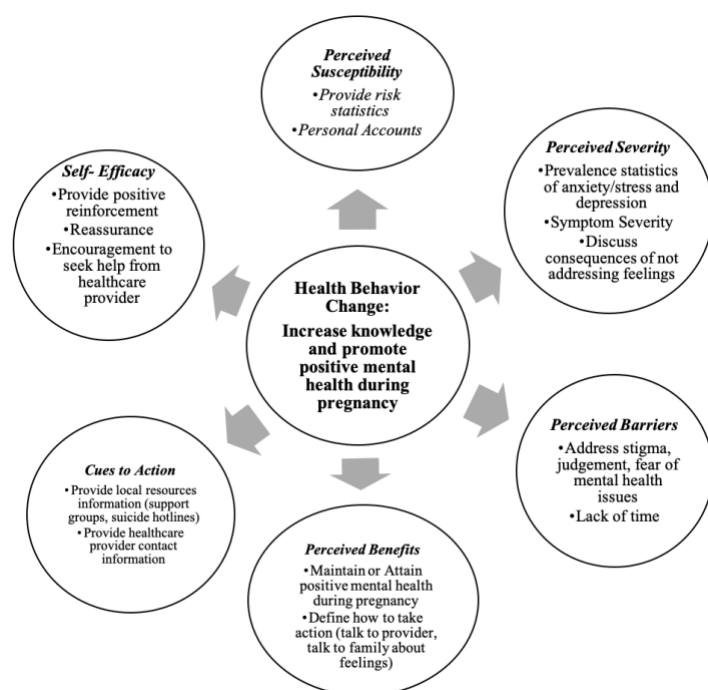 Perceived
Susceptibility
•Provide risk
statistics
•Personal Accounts
Perceived Severity
•Prevalence statistics
of anxiety/stress and
depression
•Symptom Severity
•Discuss
consequences of not
addressing feelings
Self- Efficacy
•Provide positive
reinforcement
•Reassurance
•Encouragement to
seek help from
healthcare
provider
Health Behavior
Change:
Increase knowledge
and promote
positive mental
health during
pregnancy
Perceived Barriers
•Address stigma,
judgement, fear of
mental health
issues
•Lack of time
Cues to Action
•Provide local resources
information (support
groups, suicide hotlines)
•Provide healthcare
provider contact
information
Perceived Benefits
•Maintain or Attain
positive mental health
during pregnancy
•Define how to take
action (talk to provider,
talk to family about
feelings)